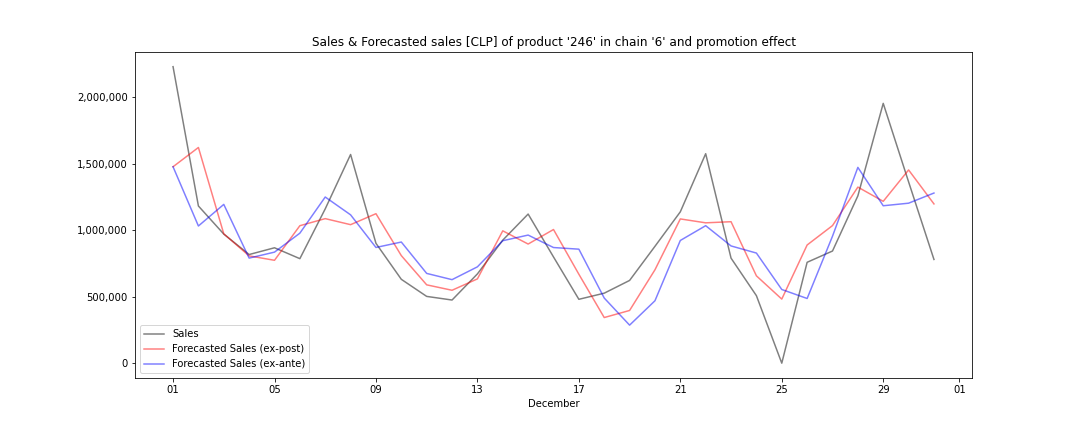 Sales & Forecasted sales [CLP] of product '246' in chain '6' and promotion effect
2,000,000
1,500,000
1,000,000
500,000
0
Sales
Forecasted Sales (ex-post)
Forecasted Sales (ex-ante)
01 05 09 13 17 21 25 29 01
December